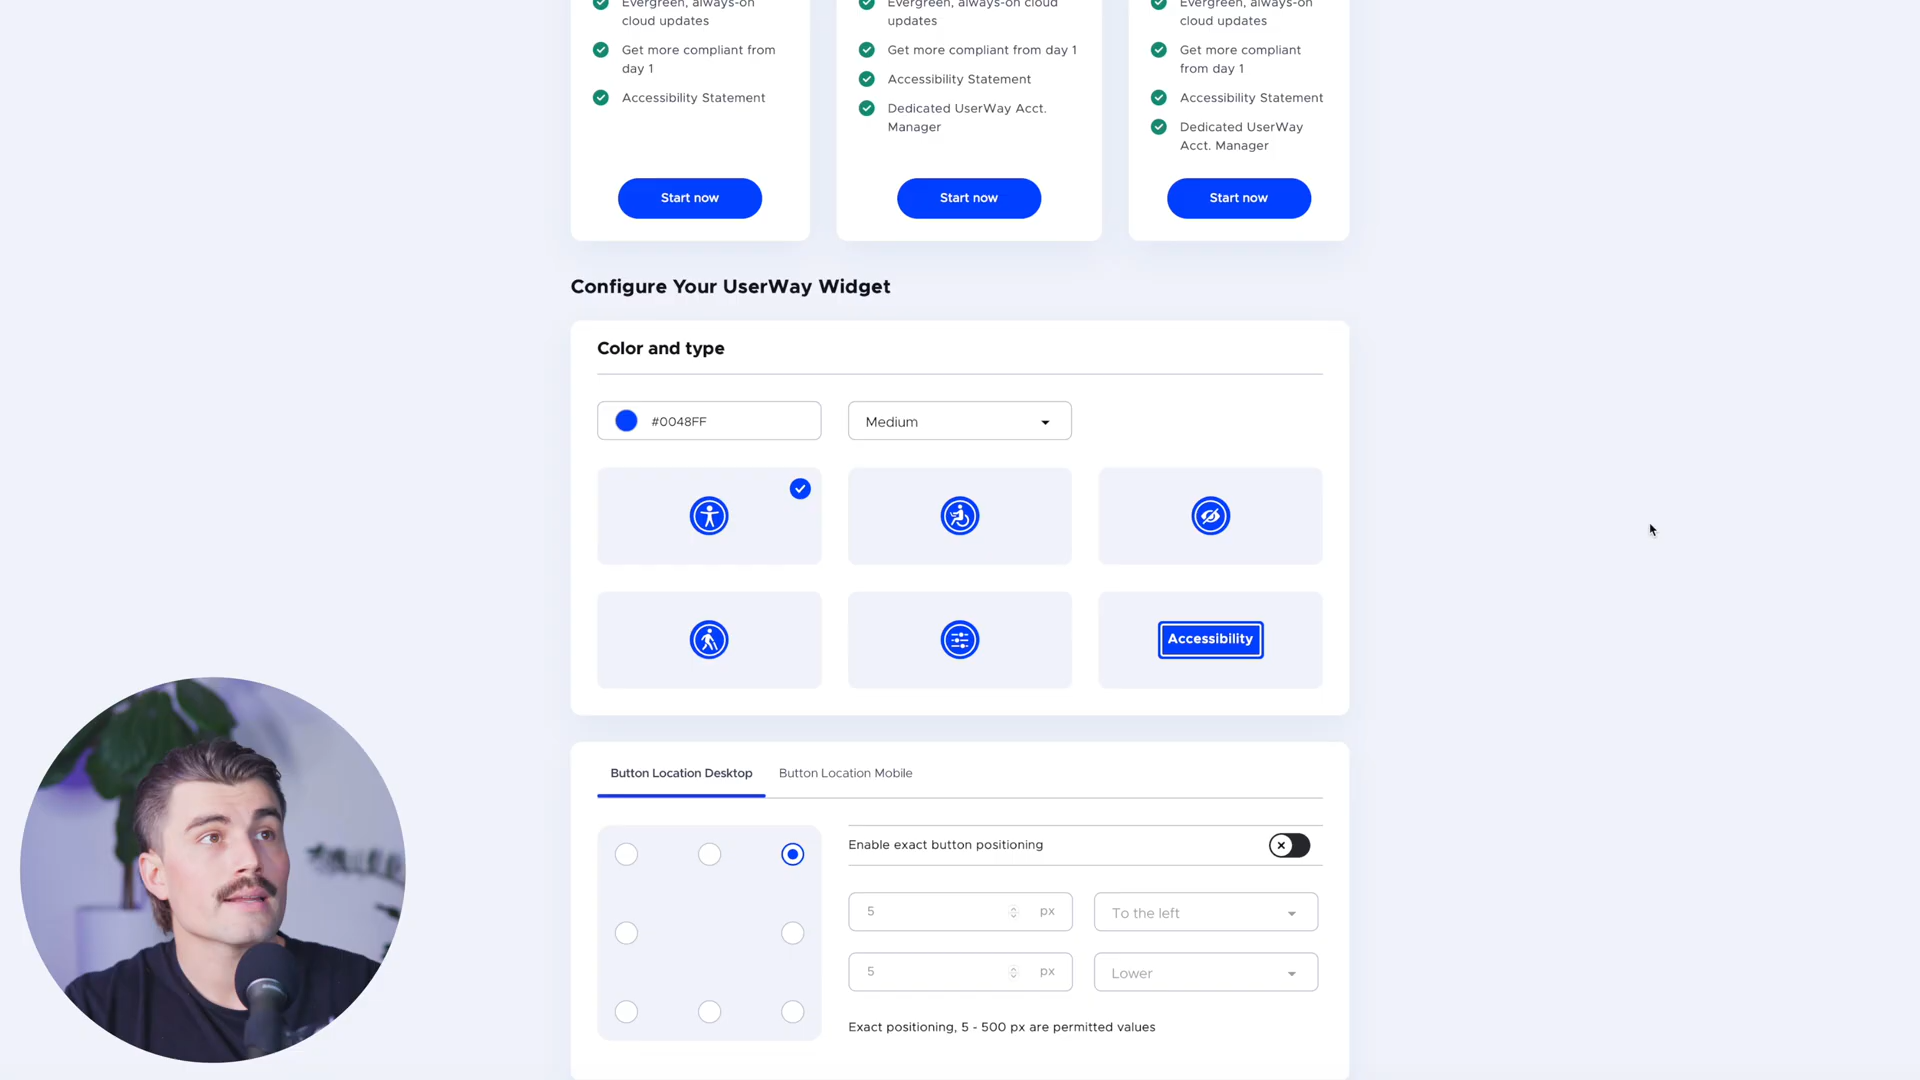 Evergreen, always-on
cloud updates
Get more compliant from
day 1
Accessibility Statement
Start now
Evergreen, always-on cloud
updates
Get more compliant from day 1
Accessibility Statement
Dedicated UserWay Acct.
Manager
Start now
Evergreen, always-on
cloud updates
Get more compliant
from day 1
Accessibility Statement
Dedicated UserWay
Acct. Manager
Start now
Configure Your UserWay Widget
Color and type
#0048FF
Medium
Accessibility
Button Location Desktop
Button Location Mobile
Enable exact button positioning
5 px
To the left
5 px
Lower
Exact positioning, 5 - 500 px are permitted values